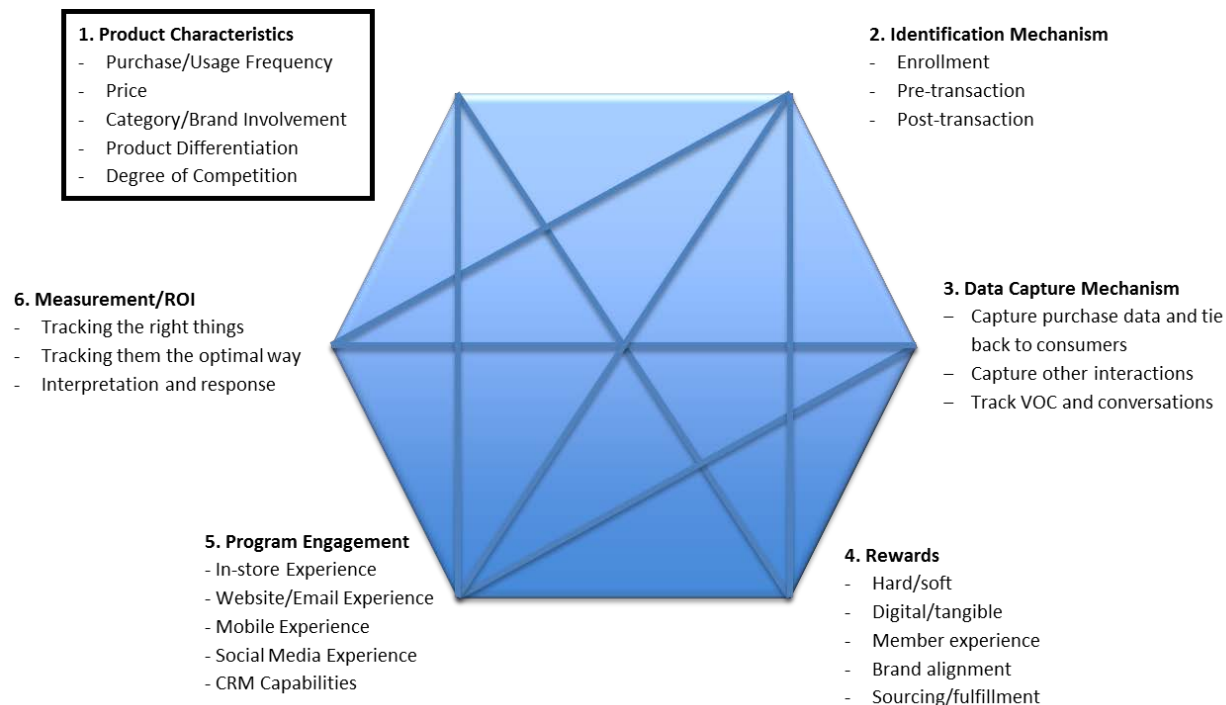 1. Product Characteristics
- Purchase/Usage Frequency
- Price
- Category/Brand Involvement
- Product Differentiation
- Degree of Competition
2. Identification Mechanism
- Enrollment
- Pre-transaction
- Post-transaction
3. Data Capture Mechanism
– Capture purchase data and tie
back to consumers
– Capture other interactions
– Track VOC and conversations
4. Rewards
- Hard/soft
- Digital/tangible
- Member experience
- Brand alignment
- Sourcing/fulfillment
5. Program Engagement
- In-store Experience
- Website/Email Experience
- Mobile Experience
- Social Media Experience
- CRM Capabilities
6. Measurement/ROI
- Tracking the right things
- Tracking them the optimal way
- Interpretation and response